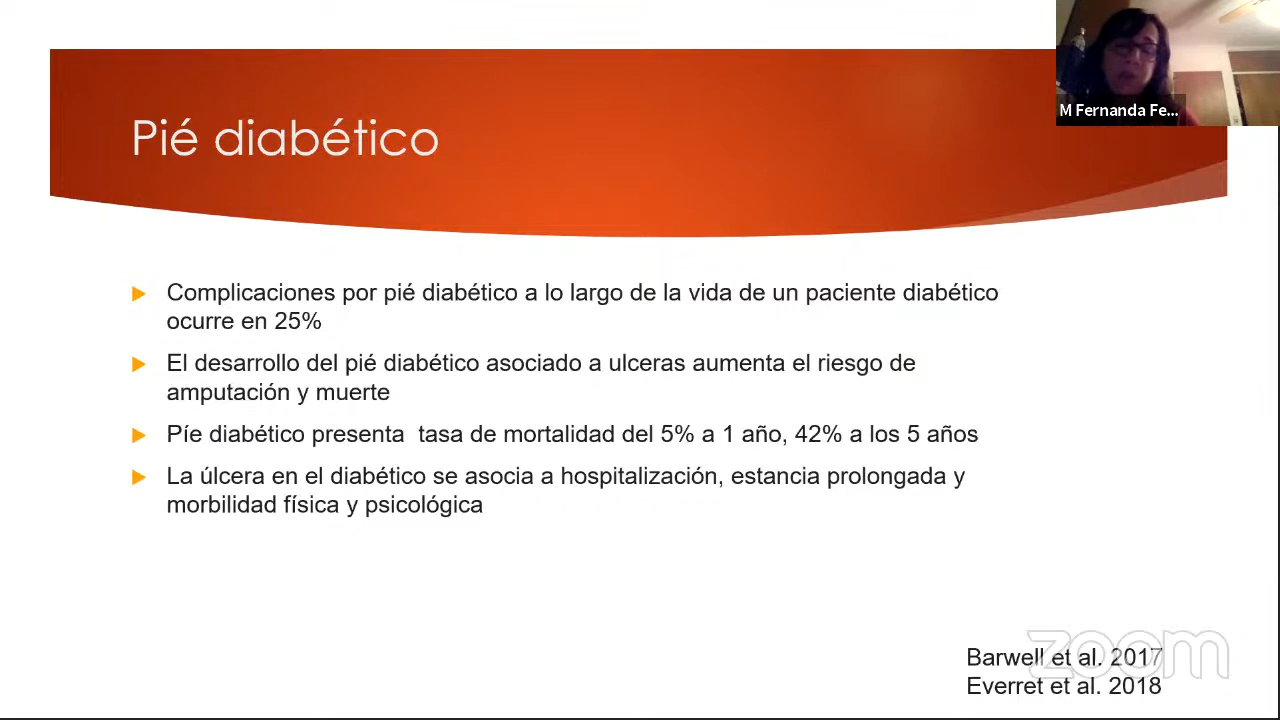 Pié diabético
M Fernanda Fe...
Complicaciones por pié diabético a lo largo de la vida de un paciente diabético
ocurre en 25%
El desarrollo del pié diabético asociado a ulceras aumenta el riesgo de
amputación y muerte
Píe diabético presenta tasa de mortalidad del 5% a 1 año, 42% a los 5 años
La úlcera en el diabético se asocia a hospitalización, estancia prolongada y
morbilidad física y psicológica
zoom
Barwell et al. 2017
Everret et al. 2018